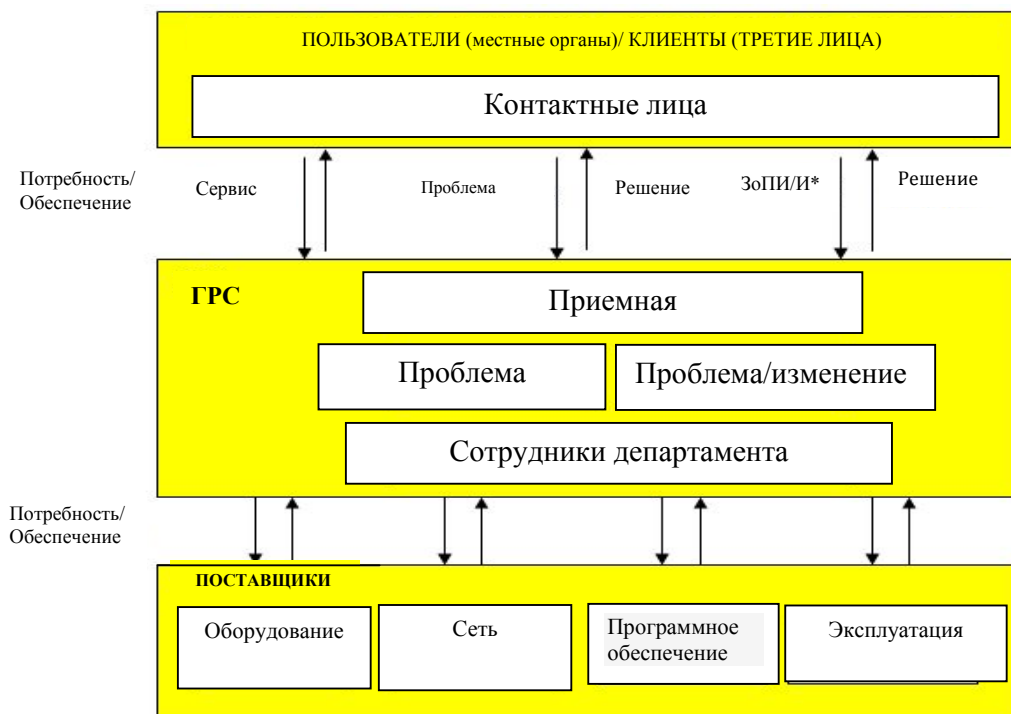 ПОЛЬЗОВАТЕЛИ (местные органы)/ КЛИЕНТЫ (ТРЕТИЕ ЛИЦА)
Контактные лица
Потребность/
Обеспечение
Сервис
Проблема
Решение
ЗоПИ/И*
Решение
ГРС
Приемная
Проблема
Проблема/изменение
Сотрудники департамента
Потребность/
Обеспечение
ПОСТАВЩИКИ
Оборудование
Сеть
Программное
обеспечение
Эксплуатация